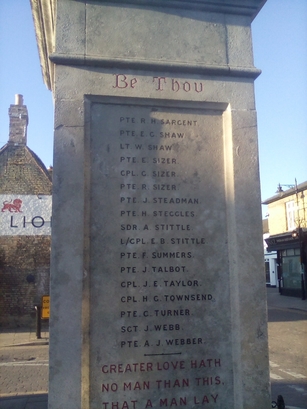 Be Thou
PTE R. H. SARGENT
PTE E. G. SHAW
LT W. SHAW
PTE E. SIZER
CPL G. SIZER
PTE R. SIZER
PTE J. STEADMAN
PTE H. STEGGLES
SDR A. STITTLE
L/CPL E. B. STITTLE
PTE F. SUMMERS.
PTE J. TALBOT.
CPL J. E. TAYLOR.
CPL H. G. TOWNSEND.
PTE C. TURNER.
SGT J. WEBB.
PTE A. J. WEBBER.
GREATER LOVE HATH
NO MAN THAN THIS,
THAT A MAN LAY
LIO